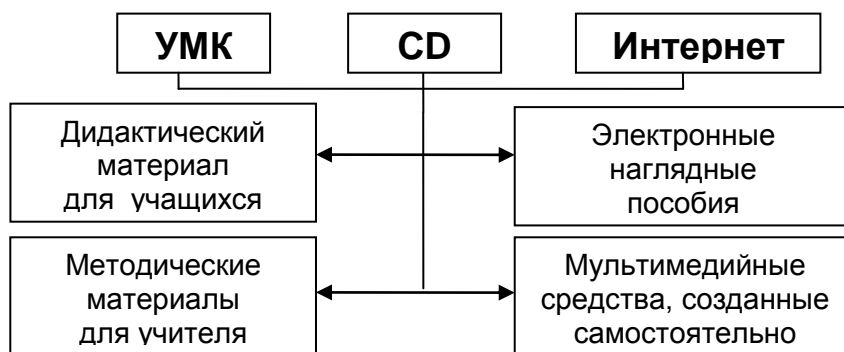 УМК
CD
Интернет
Дидактический
материал
для учащихся
Электронные
наглядные
пособия
Методические
материалы
для учителя
Мультимедийные
средства, созданные
самостоятельно